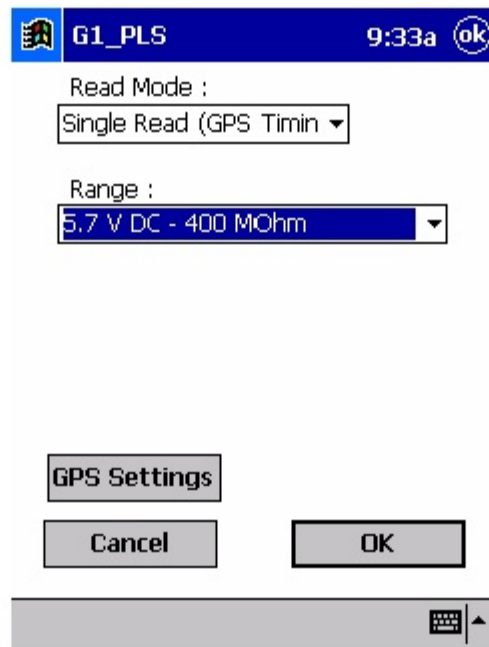 G1_PLS 9:33a ok
Read Mode :
Single Read (GPS Timin
Range :
5.7 V DC - 400 MOhm
GPS Settings
Cancel OK